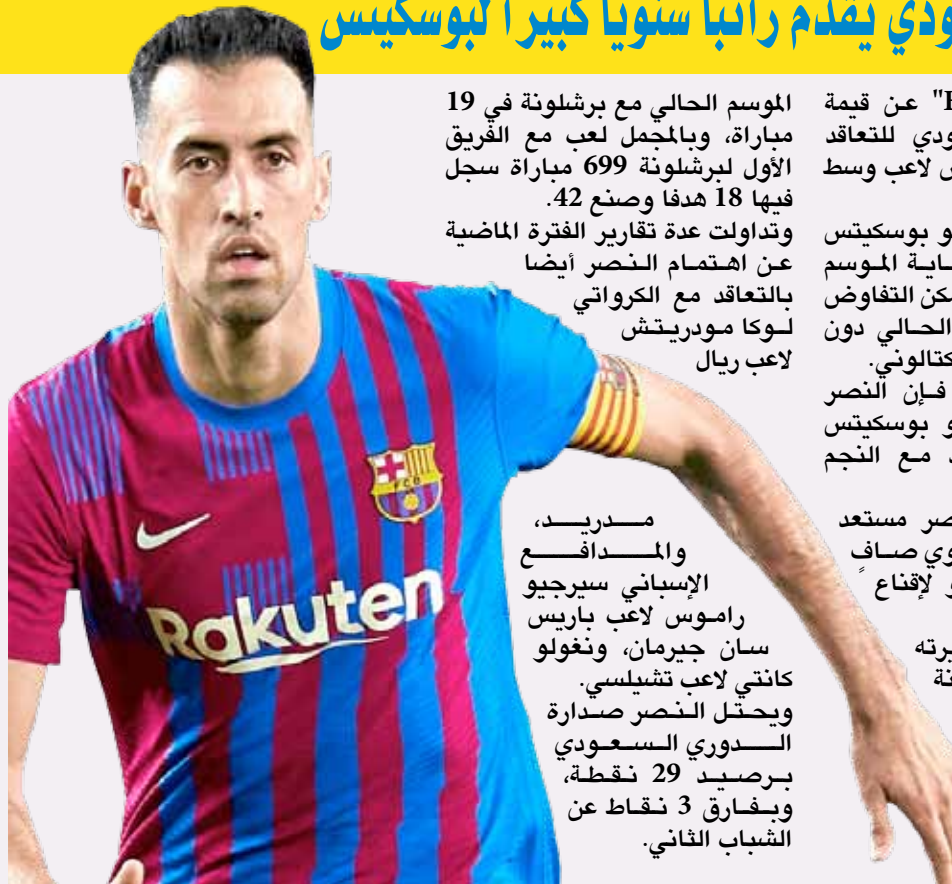 ودي يقدم راتبا سنويا كبيرا لبوسكيتس
" عن قيمة
ودي للتعاقد
لاعب وسط
و بوسكيتس
ـاية الموسم
كن التفاوض
الحالي دون
كتالوني.
فإن النصر
و بوسكيتس
مع النجم
صر مستعد
وي صافٍ
و لإقناع
برته
نة
الموسم الحالي مع برشلونة في 19
مباراة، وبالمجمل لعب مع الفريق
الأول لبرشلونة 699 مباراة سجل
فيها 18 هدفا وصنع 42.
وتداولت عدة تقارير الفترة الماضية
عن اهتمام النصر أيضا
بالتعاقد مع الكرواتي
لوكا مودريتش
لاعب ريال
مدريد،
والمدافع
الإسباني سيرجيو
راموس لاعب باريس
سان جيرمان، ونغولو
كانتي لاعب تشيلسي.
ويحتل النصر صدارة
الدوري السعودي
برصيد 29 نقطة،
وبفارق 3 نقاط عن
الشباب الثاني.
FCB
Rakuten